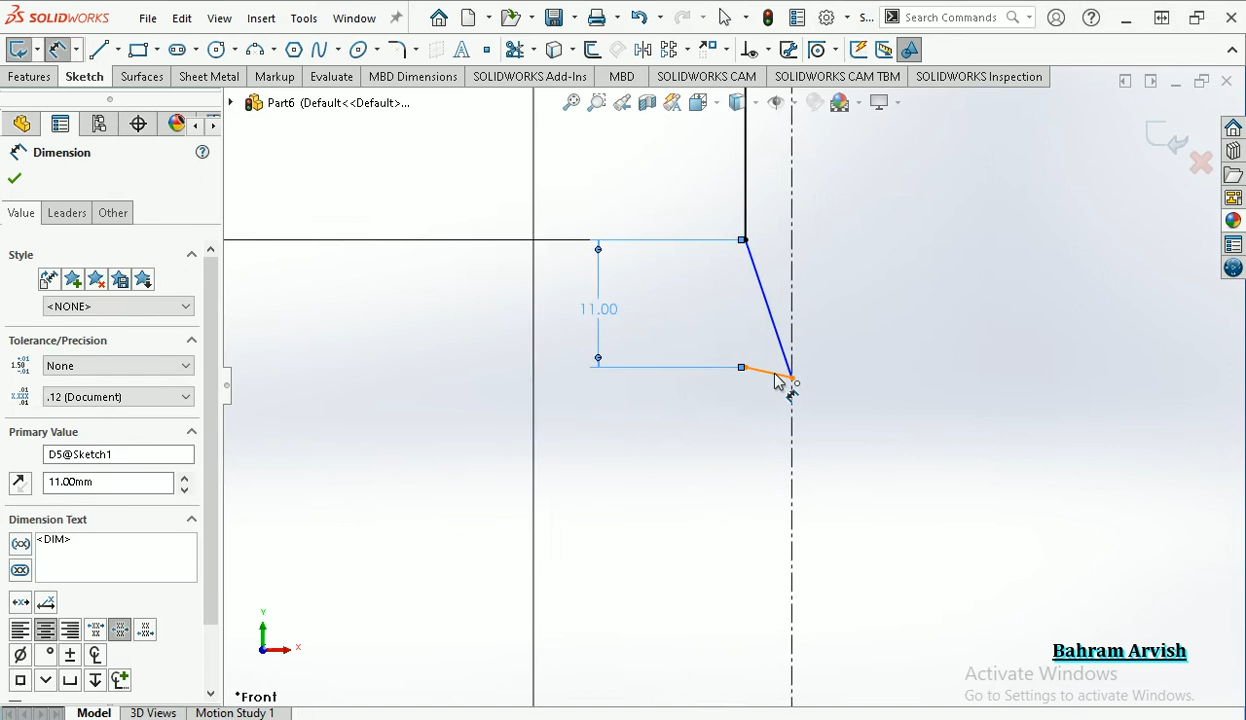 SOLIDWORKS File Edit View Insert Tools Window S... Search Commands
Features Sketch Surfaces Sheet Metal Markup Evaluate MBD Dimensions SOLIDWORKS Add-Ins MBD SOLIDWORKS CAM SOLIDWORKS CAM TBM SOLIDWORKS Inspection
Part6 (Default<<Default>...
Dimension
Value Leaders Other
Style
<NONE>
Tolerance/Precision
None
.12 (Document)
Primary Value
D5@Sketch1
11.00mm
Dimension Text
<DIM>
11.00
Y
X
*Front
Bahram Arvish
Activate Windows
Go to Settings to activate Windows.
Model 3D Views Motion Study 1